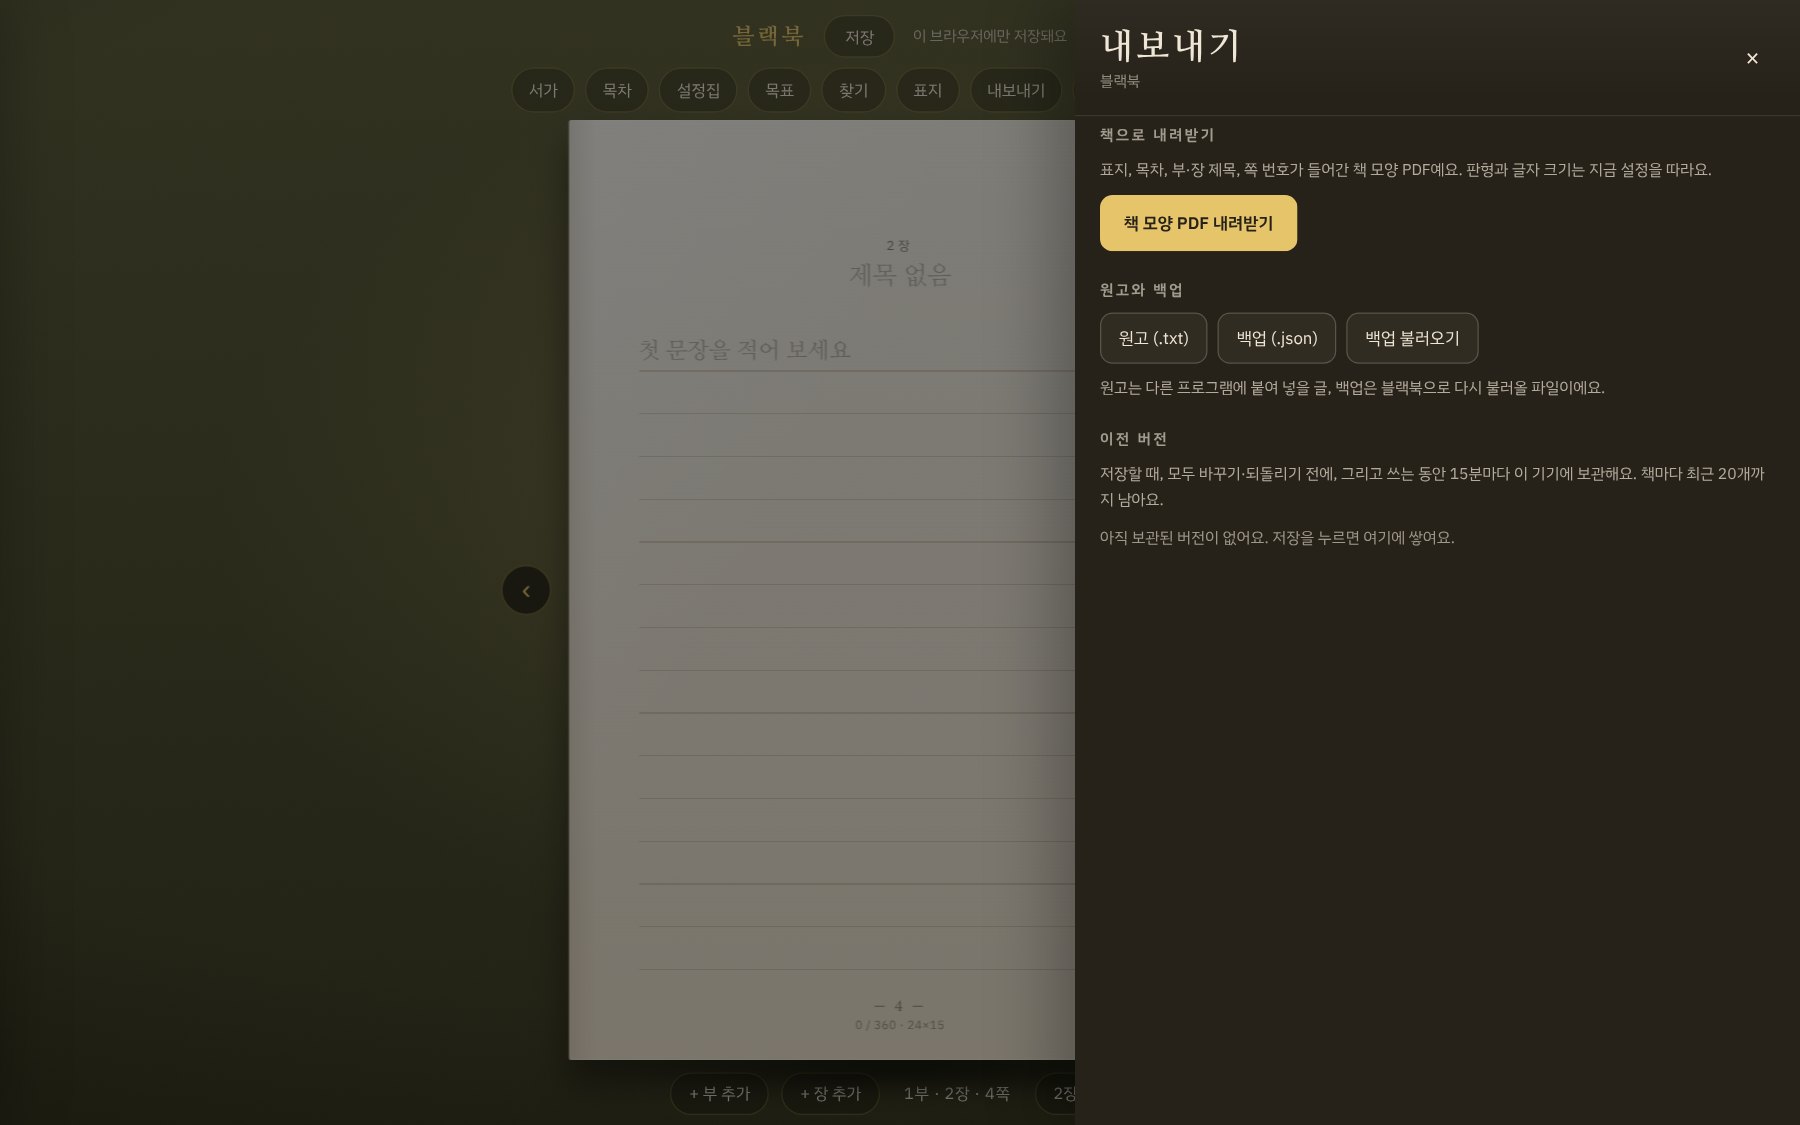 블랙북
저장
이 브라우저에만 저장돼요
서가
목차
설정집
목표
찾기
표지
내보내기
2 장
제목 없음
첫 문장을 적어 보세요
‹
— 4 —
0 / 360 · 24×15
+ 부 추가
+ 장 추가
1부 · 2장 · 4쪽
2장
내보내기
블랙북
×
책으로 내려받기
표지, 목차, 부·장 제목, 쪽 번호가 들어간 책 모양 PDF예요. 판형과 글자 크기는 지금 설정을 따라요.
책 모양 PDF 내려받기
원고와 백업
원고 (.txt)
백업 (.json)
백업 불러오기
원고는 다른 프로그램에 붙여 넣을 글, 백업은 블랙북으로 다시 불러올 파일이에요.
이전 버전
저장할 때, 모두 바꾸기·되돌리기 전에, 그리고 쓰는 동안 15분마다 이 기기에 보관해요. 책마다 최근 20개까
지 남아요.
아직 보관된 버전이 없어요. 저장을 누르면 여기에 쌓여요.